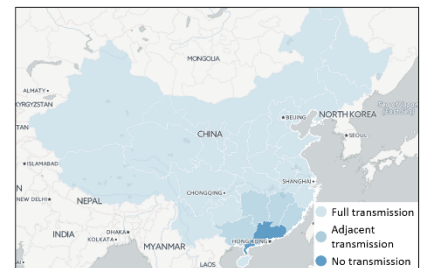 MONGOLIA
ALMATY
KYRGYZSTAN
NORTH KOREA
BEIJING
TAN
SEOUL
CHINA
ISLAMABAD
SHANGHAI
N
CHONGQING
NEW DELHI
NEPAL
Full transmission
DHAKA
INDIA
KOLKATA
HONG KONG
Adjacent
transmission
MYANMAR
No transmission
LAOS